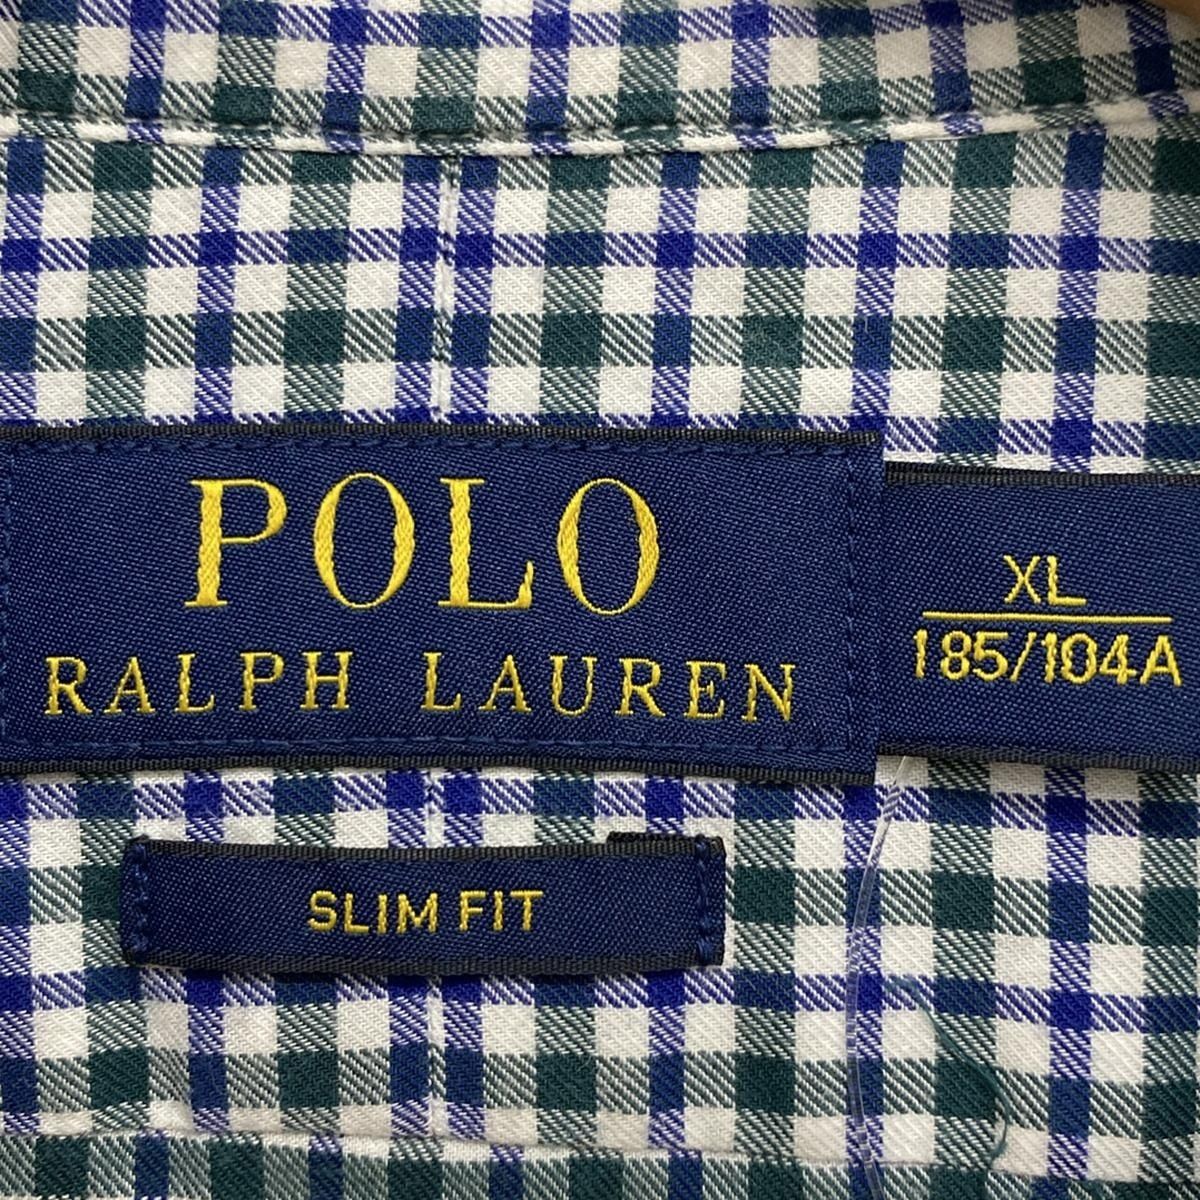 POLO
RALPH LAUREN
XL
185/104A
SLIM FIT